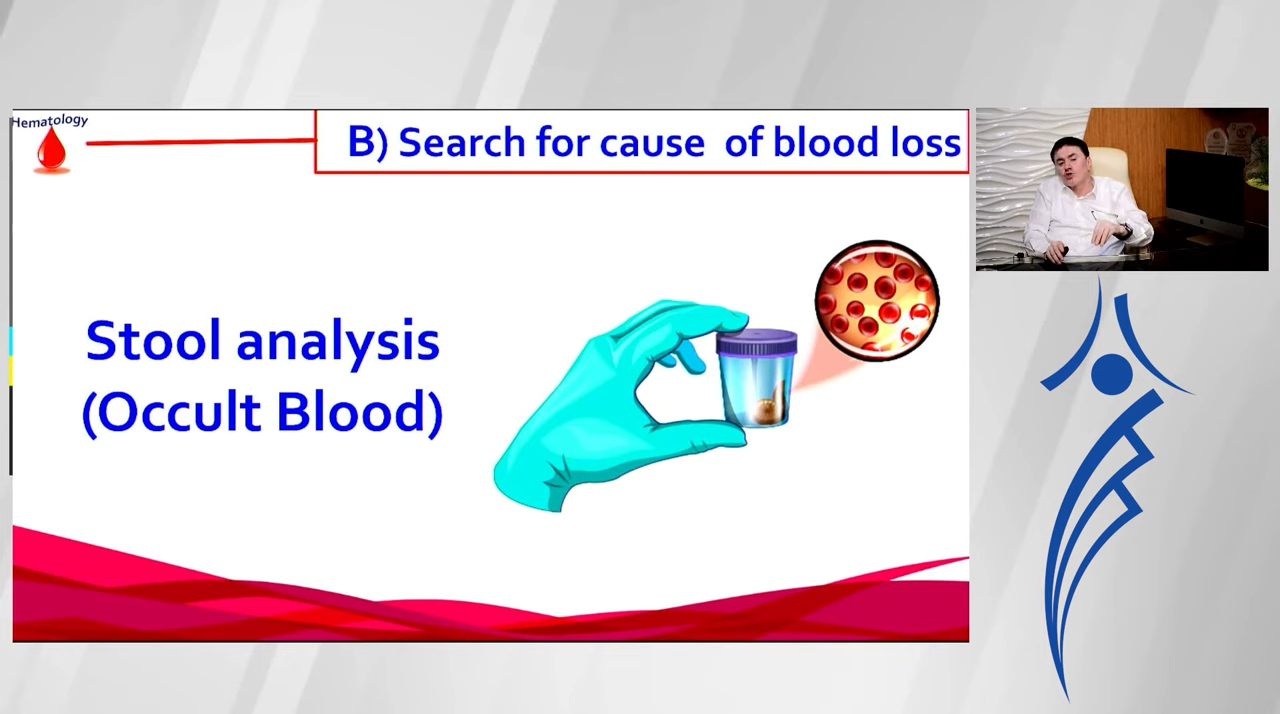 Hematology
B) Search for cause of blood loss
Stool analysis
(Occult Blood)